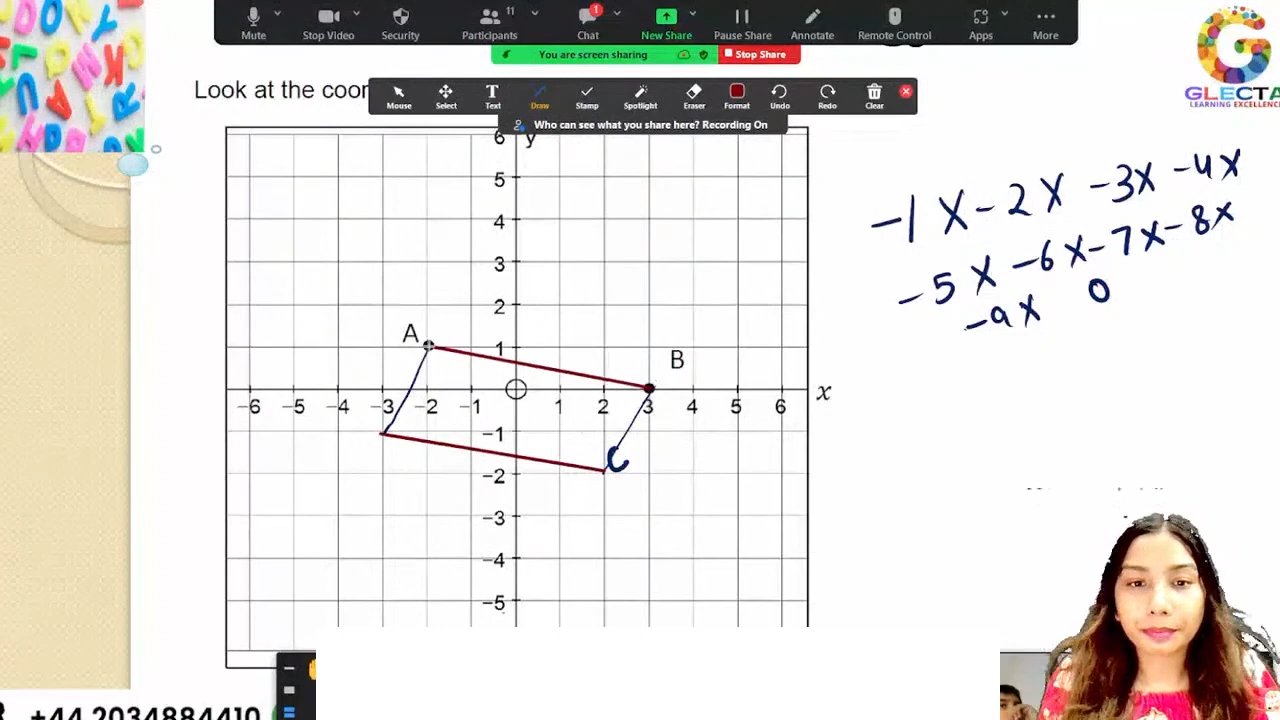 11
1
Mute Stop Video Security Participants Chat New Share Pause Share Annotate Remote Control Apps More
You are screen sharing Stop Share
Look at the coor
Mouse Select Text Draw Stamp Spotlight Eraser Format Undo Redo Clear
Who can see what you share here? Recording On
G
GLECTA
LEARNING EXCELLENCE
6 y
5
4
3
2
A 1
B
-6 -5 -4 -3 -2 -1 1 2 3 4 5 6 x
-1
C
-2
-3
-4
-5
-1 X -2 X -3X -4X
-5 X -6X -7X -8X
-9X 0
+44 2034884410